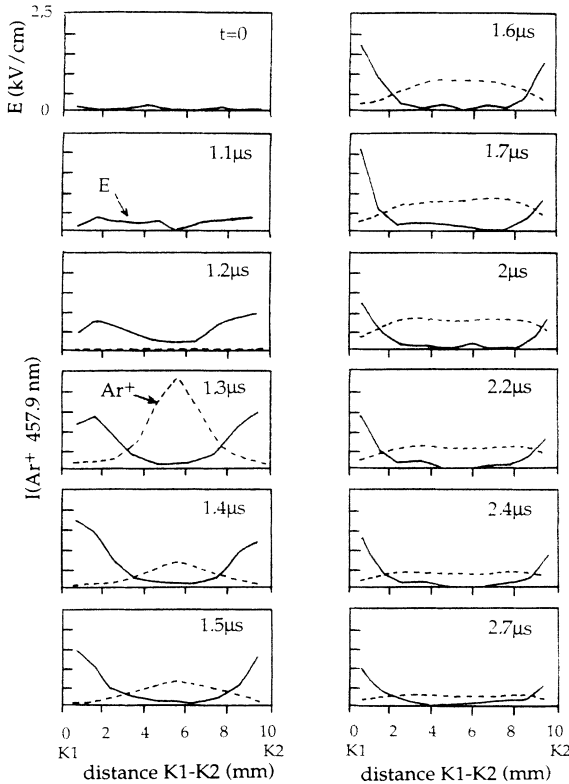 2,5
E (kV/cm)
0
t=0
1.1μs
E
1.2μs
1.3μs
Ar+
I(Ar+ 457.9 nm)
1.4μs
1.5μs
0 2 4 6 8 10
K1 K2
distance K1-K2 (mm)
1.6μs
1.7μs
2μs
2.2μs
2.4μs
2.7μs
0 2 4 6 8 10
K1 K2
distance K1-K2 (mm)